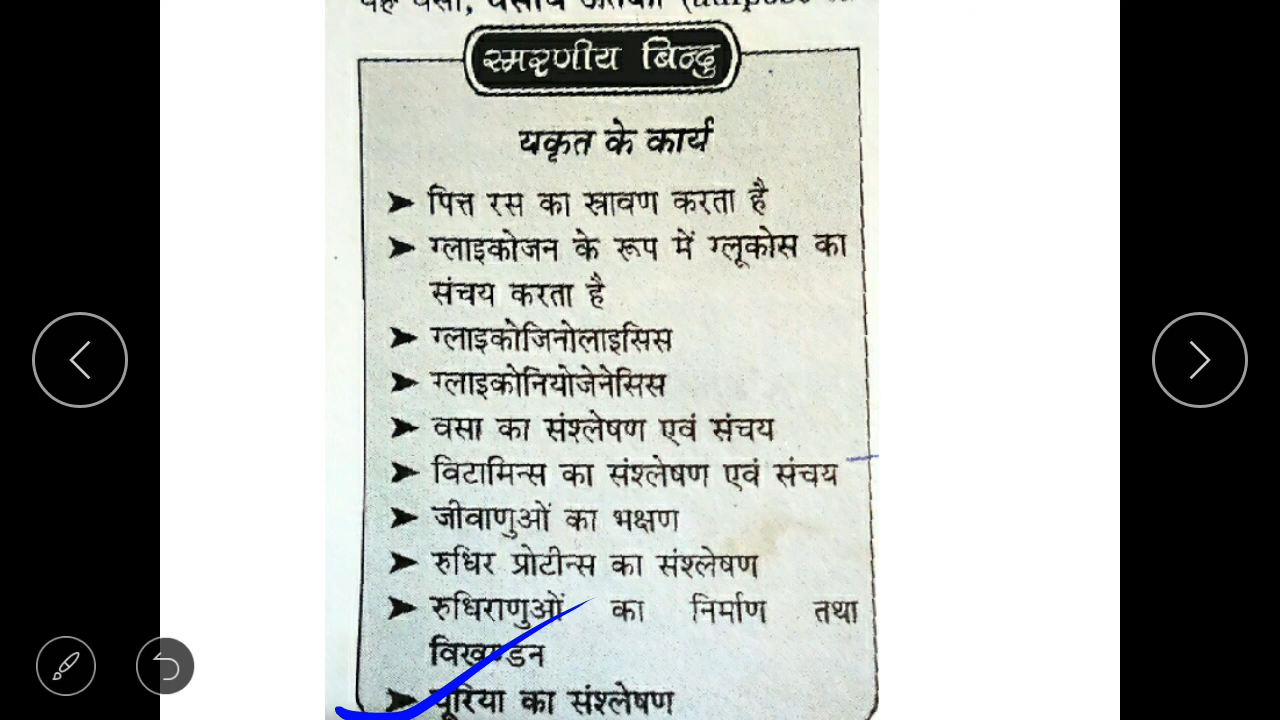 स्मरणीय बिन्दु
यकृत के कार्य
➤ पित्त रस का स्रावण करता है
➤ ग्लाइकोजन के रूप में ग्लूकोस का
संचय करता है
➤ ग्लाइकोजिनोलाइसिस
➤ ग्लाइकोनियोजेनेसिस
➤ वसा का संश्लेषण एवं संचय
➤ विटामिन्स का संश्लेषण एवं संचय
➤ जीवाणुओं का भक्षण
➤ रुधिर प्रोटीन्स का संश्लेषण
➤ रुधिराणुओं का निर्माण तथा
विखण्डन
➤ यूरिया का संश्लेषण